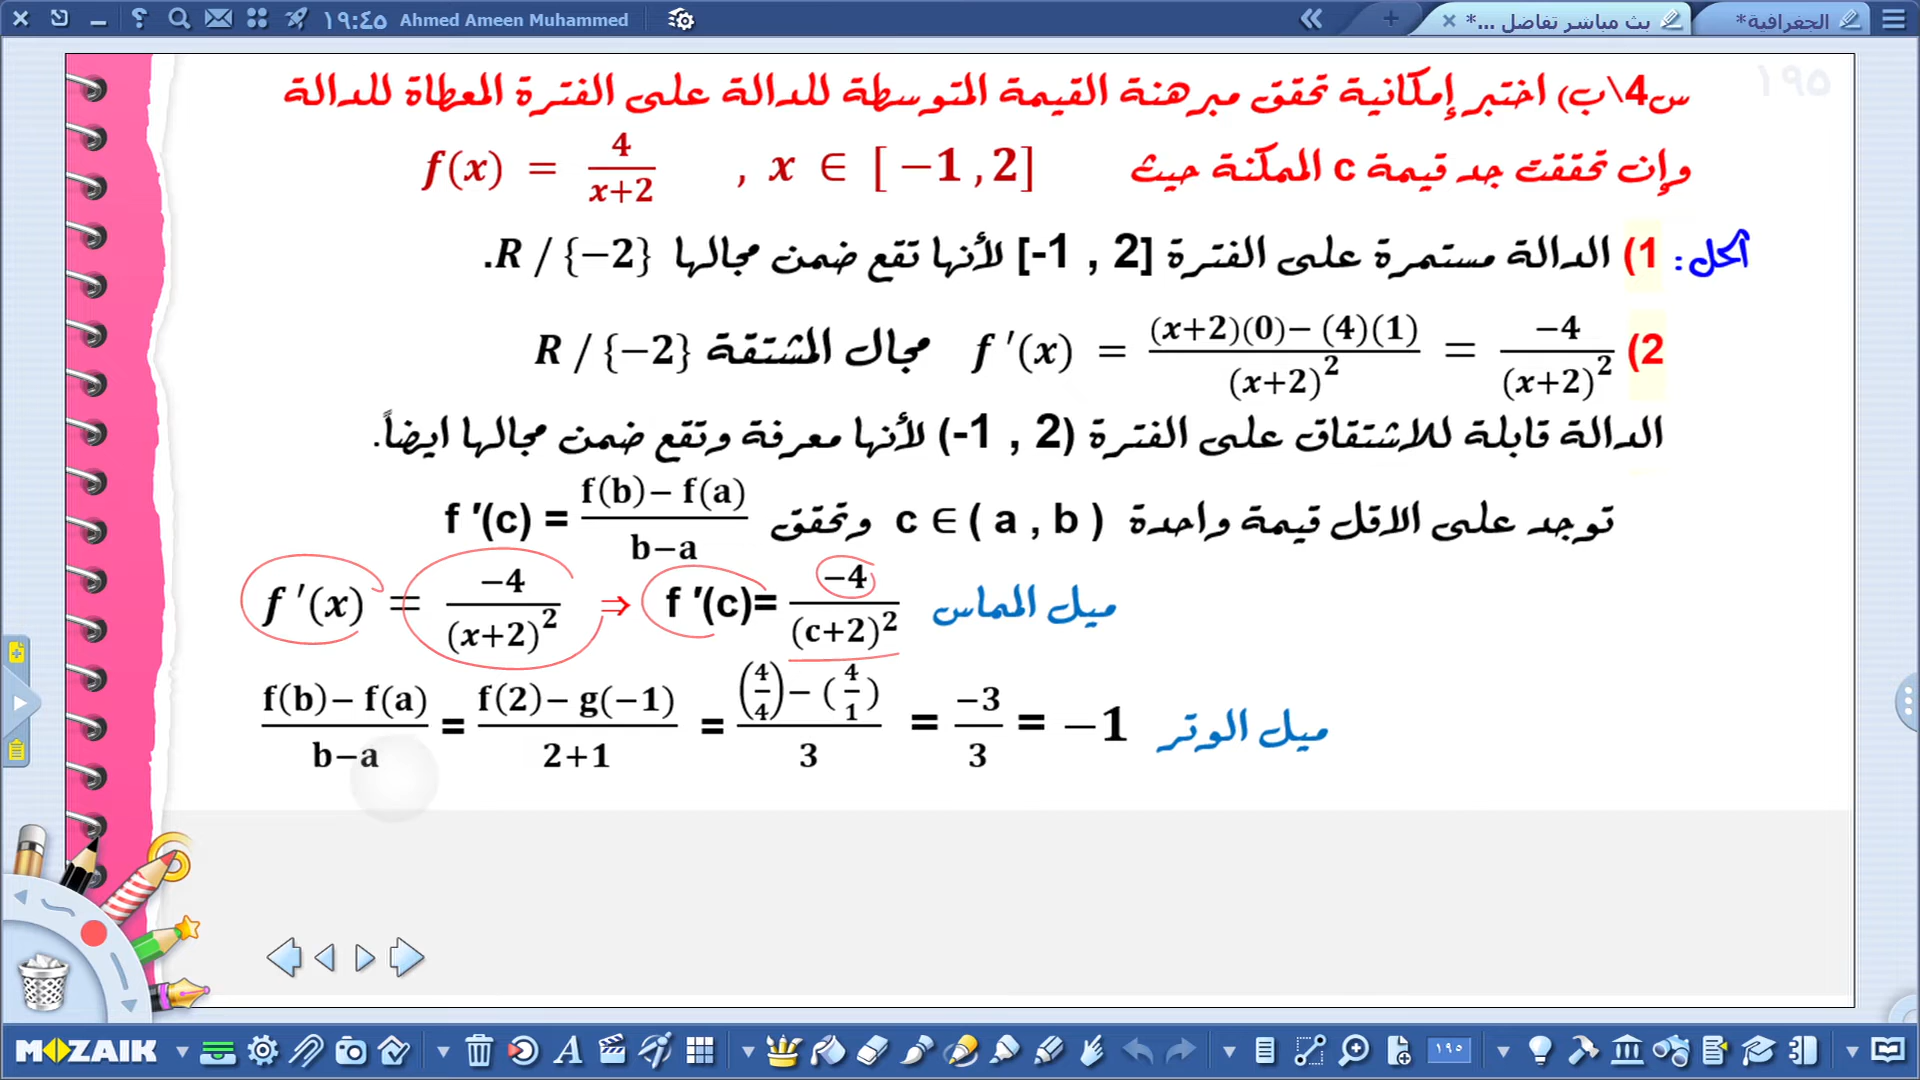 ١٩:٤٥ Ahmed Ameen Muhammed
بث مباشر تفاضل ...*
الجغرافية*
١٩٥
س4\ب) اختبر إمكانية تحقق مبرهنة القيمة المتوسطة للدالة على الفترة المعطاة للدالة
وإن تحققت جد قيمة c الممكنة حيث f(x) = 4/(x+2) , x ∈ [ −1 , 2]
الحل: 1) الدالة مستمرة على الفترة [-1 , 2] لأنها تقع ضمن مجالها R / {−2}.
2) f ′(x) = ((x+2)(0)− (4)(1))/(x+2)² = −4/(x+2)² مجال المشتقة R / {−2}
الدالة قابلة للاشتقاق على الفترة (-1 , 2) لأنها معرفة وتقع ضمن مجالها ايضاً.
توجد على الاقل قيمة واحدة c ∈ ( a , b ) وتحقق f ′(c) = (f(b)− f(a))/(b−a)
f ′(x) = −4/(x+2)² ⇒ f ′(c)= −4/(c+2)² ميل المماس
(f(b)− f(a))/(b−a) = (f(2)− g(−1))/(2+1) = ((4/4)− (4/1))/3 = −3/3 = −1 ميل الوتر
MOZAIK
١٩٥